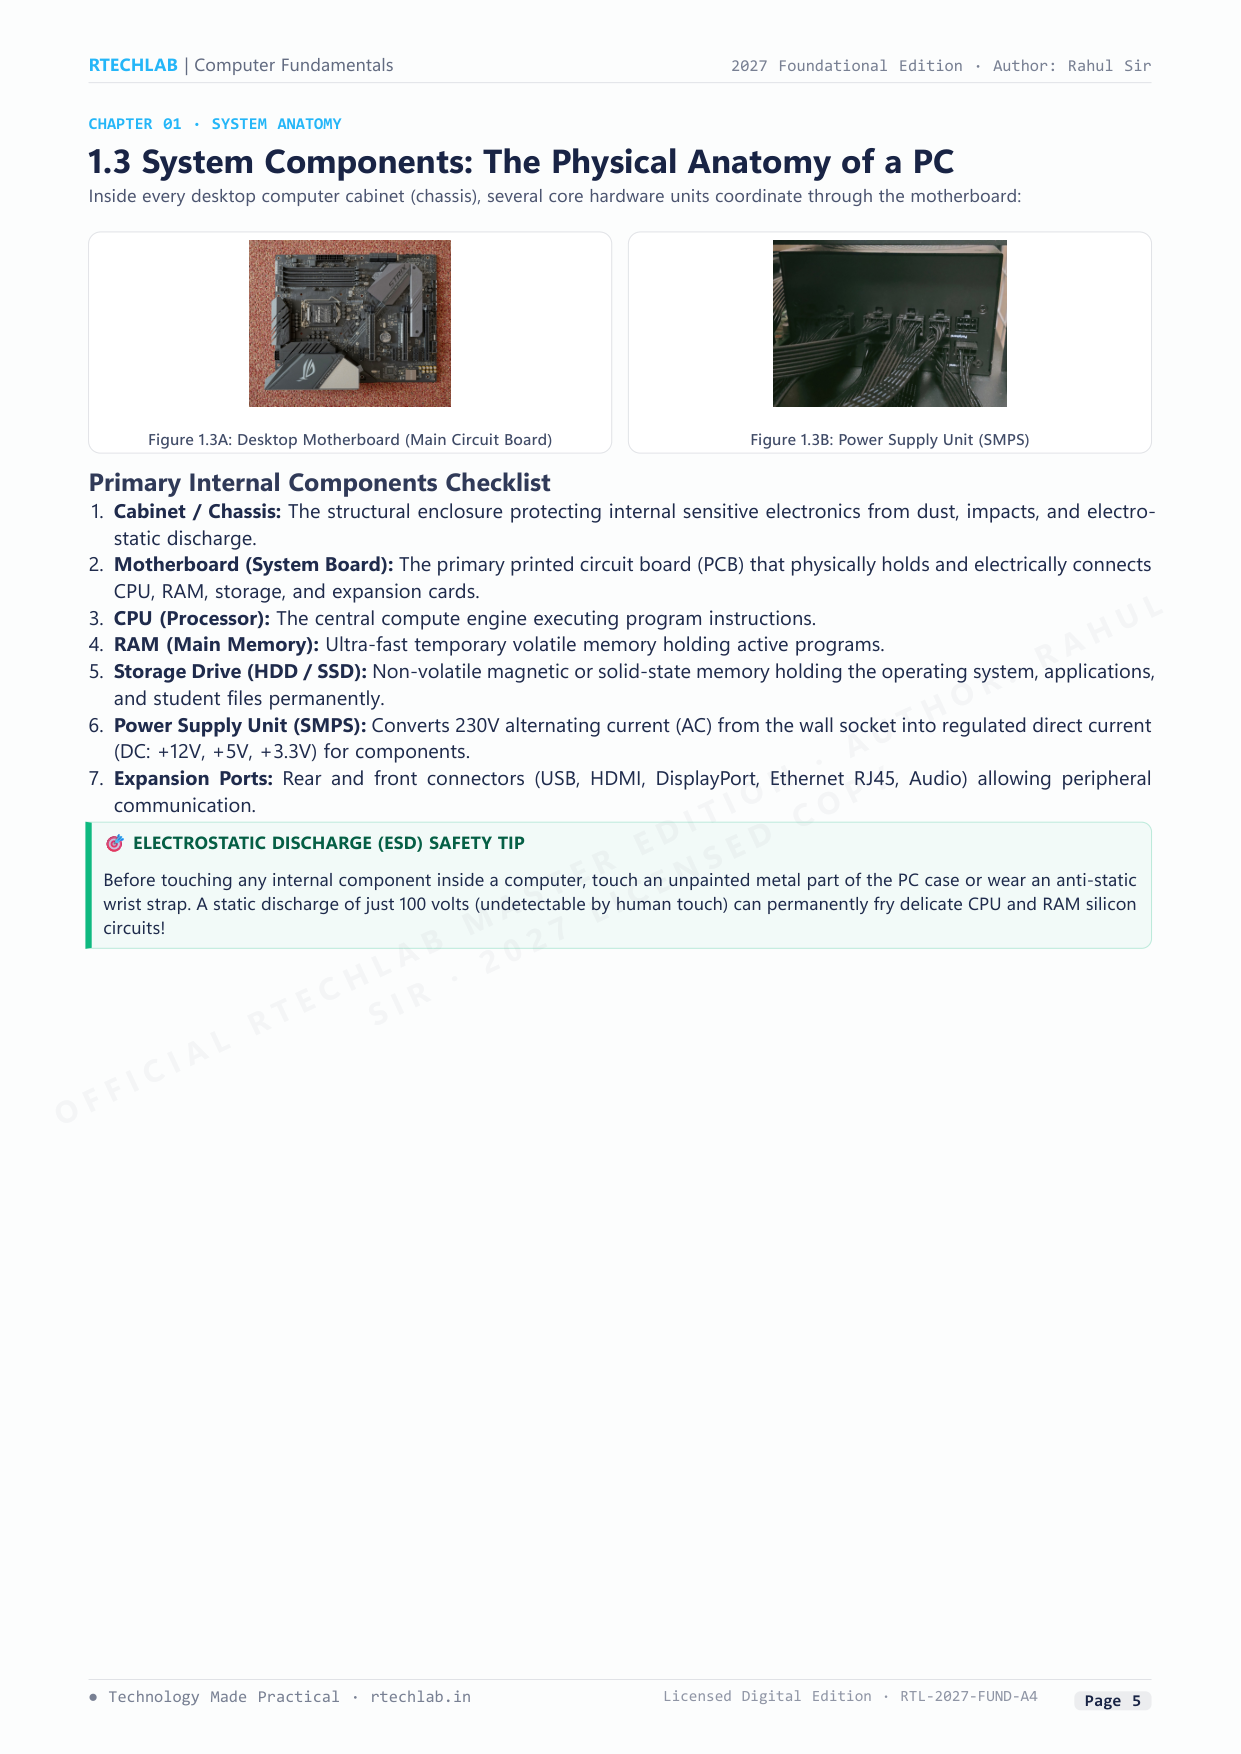 RTECHLAB | Computer Fundamentals
2027 Foundational Edition · Author: Rahul Sir
CHAPTER 01 · SYSTEM ANATOMY
1.3 System Components: The Physical Anatomy of a PC
Inside every desktop computer cabinet (chassis), several core hardware units coordinate through the motherboard:
Figure 1.3A: Desktop Motherboard (Main Circuit Board)
Figure 1.3B: Power Supply Unit (SMPS)
Primary Internal Components Checklist
1. Cabinet / Chassis: The structural enclosure protecting internal sensitive electronics from dust, impacts, and electro-
static discharge.
2. Motherboard (System Board): The primary printed circuit board (PCB) that physically holds and electrically connects
CPU, RAM, storage, and expansion cards.
3. CPU (Processor): The central compute engine executing program instructions.
4. RAM (Main Memory): Ultra-fast temporary volatile memory holding active programs.
5. Storage Drive (HDD / SSD): Non-volatile magnetic or solid-state memory holding the operating system, applications,
and student files permanently.
6. Power Supply Unit (SMPS): Converts 230V alternating current (AC) from the wall socket into regulated direct current
(DC: +12V, +5V, +3.3V) for components.
7. Expansion Ports: Rear and front connectors (USB, HDMI, DisplayPort, Ethernet RJ45, Audio) allowing peripheral
communication.
🎯 ELECTROSTATIC DISCHARGE (ESD) SAFETY TIP
Before touching any internal component inside a computer, touch an unpainted metal part of the PC case or wear an anti-static
wrist strap. A static discharge of just 100 volts (undetectable by human touch) can permanently fry delicate CPU and RAM silicon
circuits!
OFFICIAL RTECHLAB MASTER EDITION · AUTHOR RAHUL
SIR · 2027 LICENSED COPY
● Technology Made Practical · rtechlab.in
Licensed Digital Edition · RTL-2027-FUND-A4
Page 5